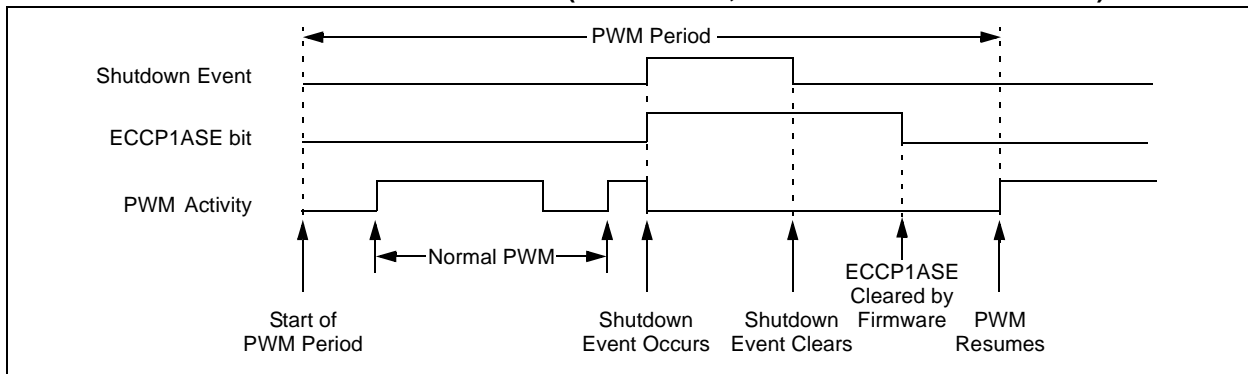 PWM Period
Shutdown Event
ECCP1ASE bit
PWM Activity
Normal PWM
Start of
PWM Period
Shutdown
Event Occurs
Shutdown
Event Clears
ECCP1ASE
Cleared by
Firmware
PWM
Resumes